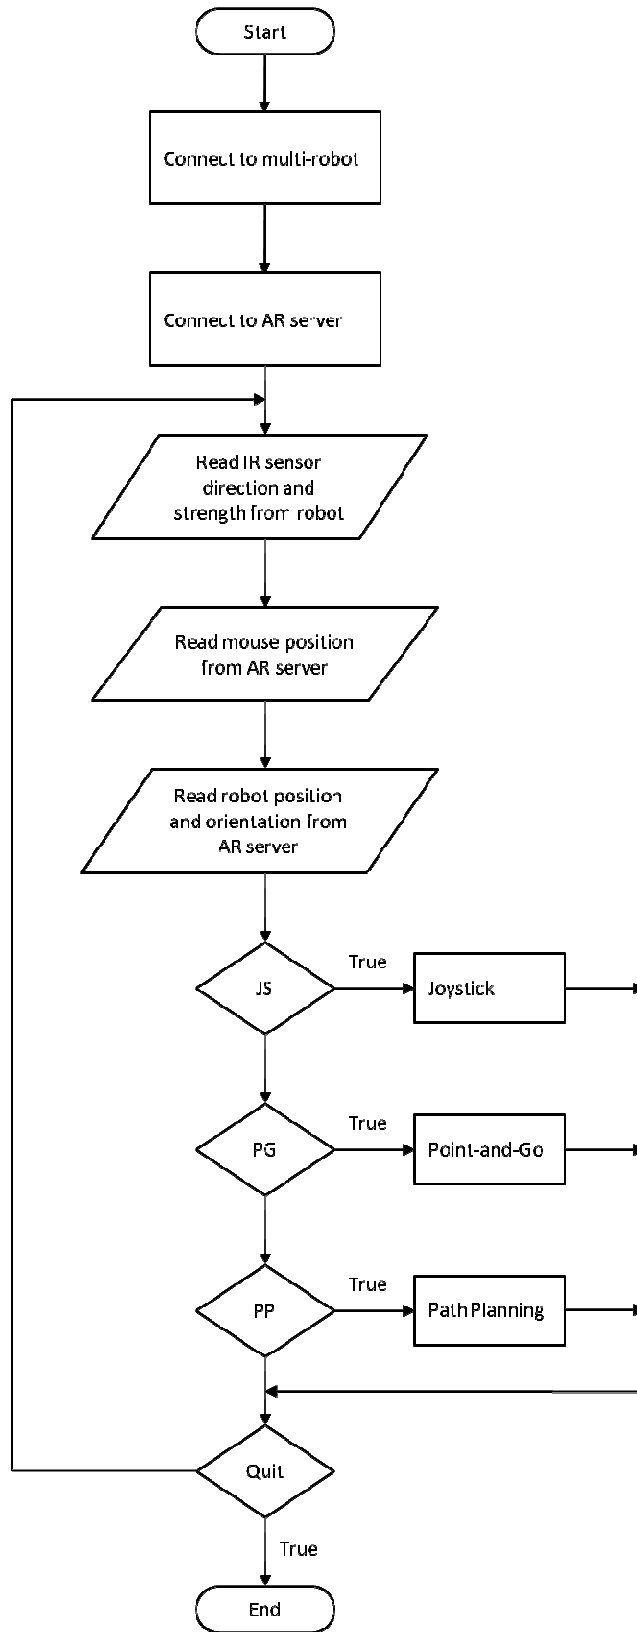 Start
Connect to multi-robot
Connect to AR server
Read IR sensor
direction and
strength from robot
Read mouse position
from AR server
Read robot position
and orientation from
AR server
True
JS
Joystick
True
PG
Point-and-Go
True
PP
Path Planning
Quit
True
End